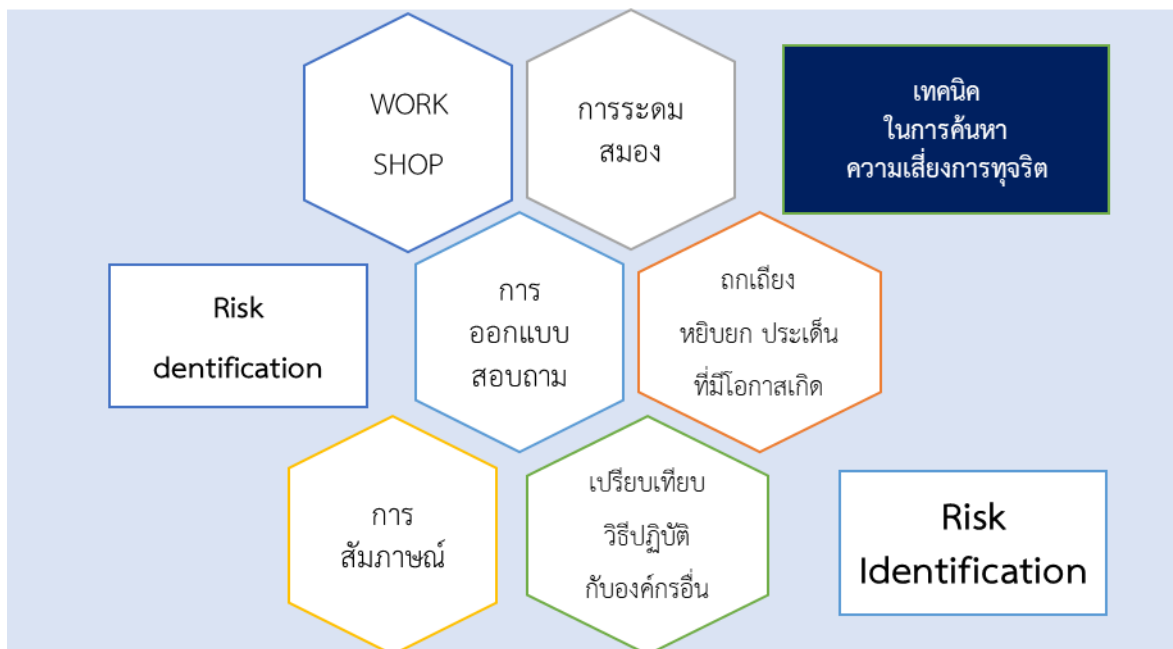 WORK
SHOP
การระดม
สมอง
เทคนิค
ในการค้นหา
ความเสี่ยงการทุจริต
Risk
dentification
การ
ออกแบบ
สอบถาม
ถกเถียง
หยิบยก ประเด็น
ที่มีโอกาสเกิด
การ
สัมภาษณ์
เปรียบเทียบ
วิธีปฏิบัติ
กับองค์กรอื่น
Risk
Identification